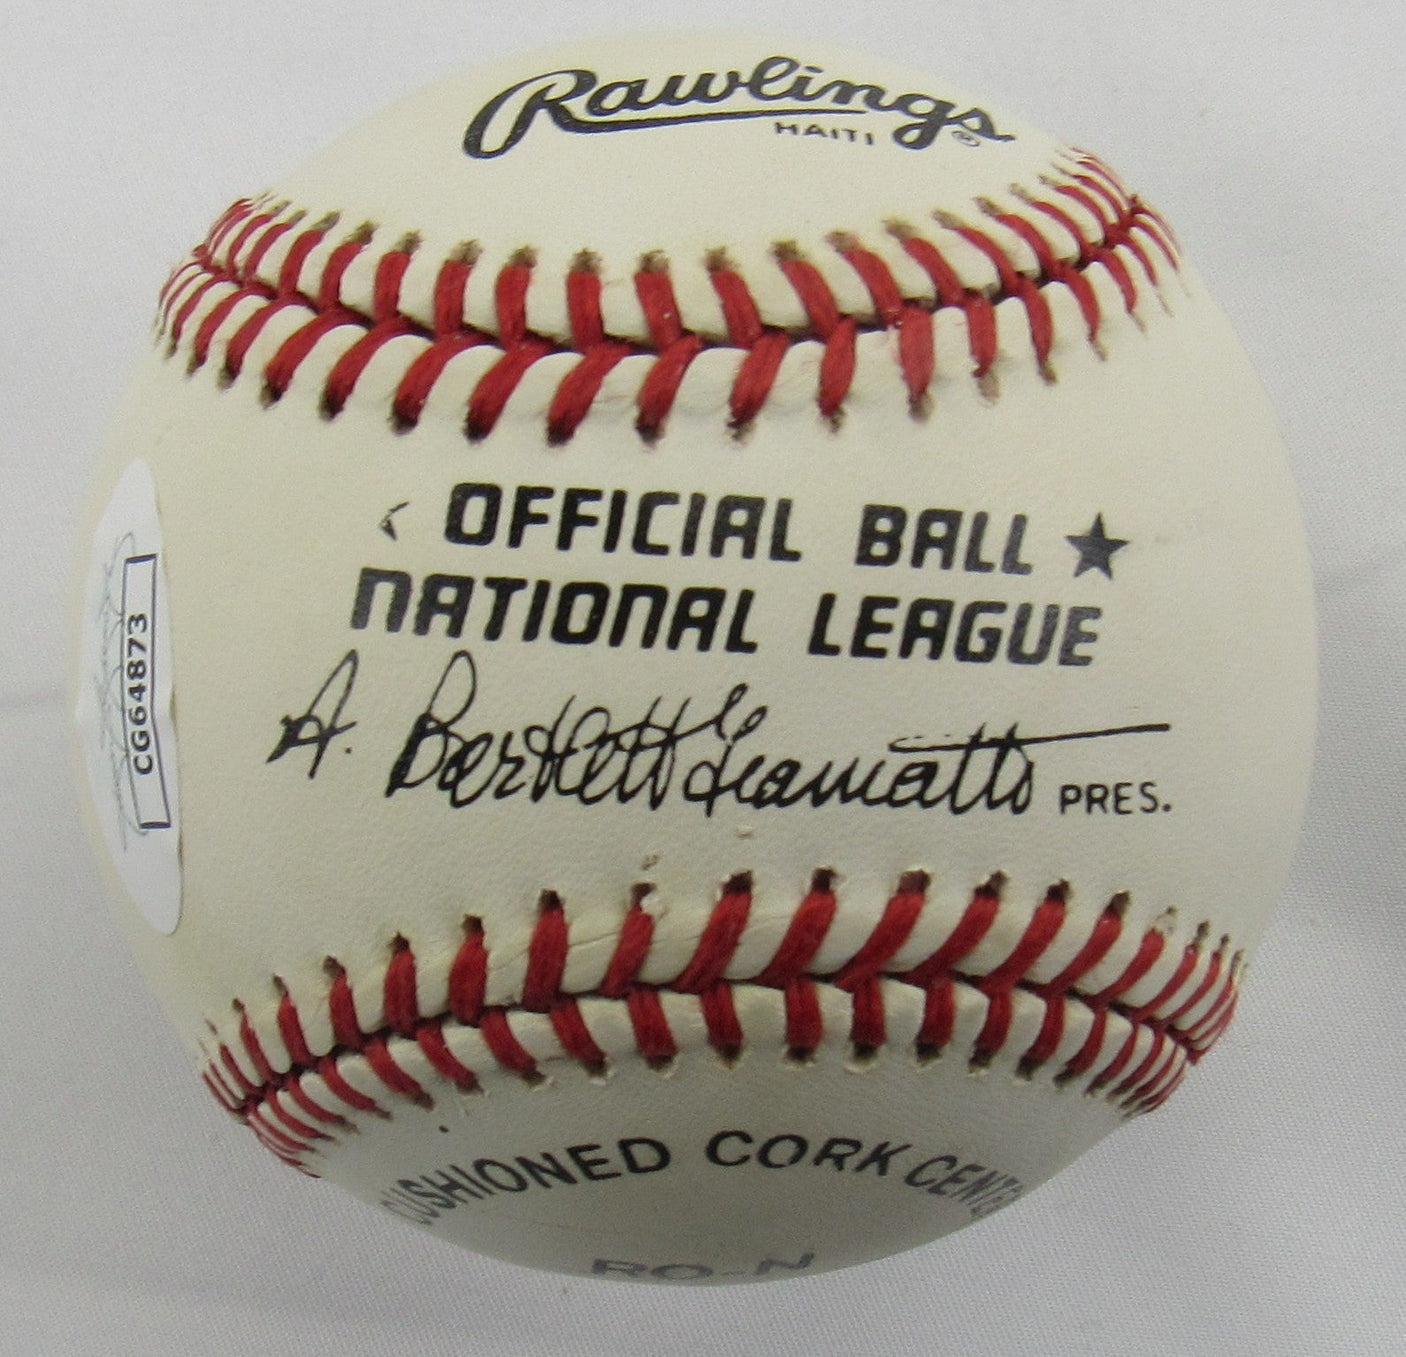 Rawlings
HAITI ®
OFFICIAL BALL ★
NATIONAL LEAGUE
A. Bartlett Giamatti PRES.
CG64873
CUSHIONED CORK CENTER
RO-N